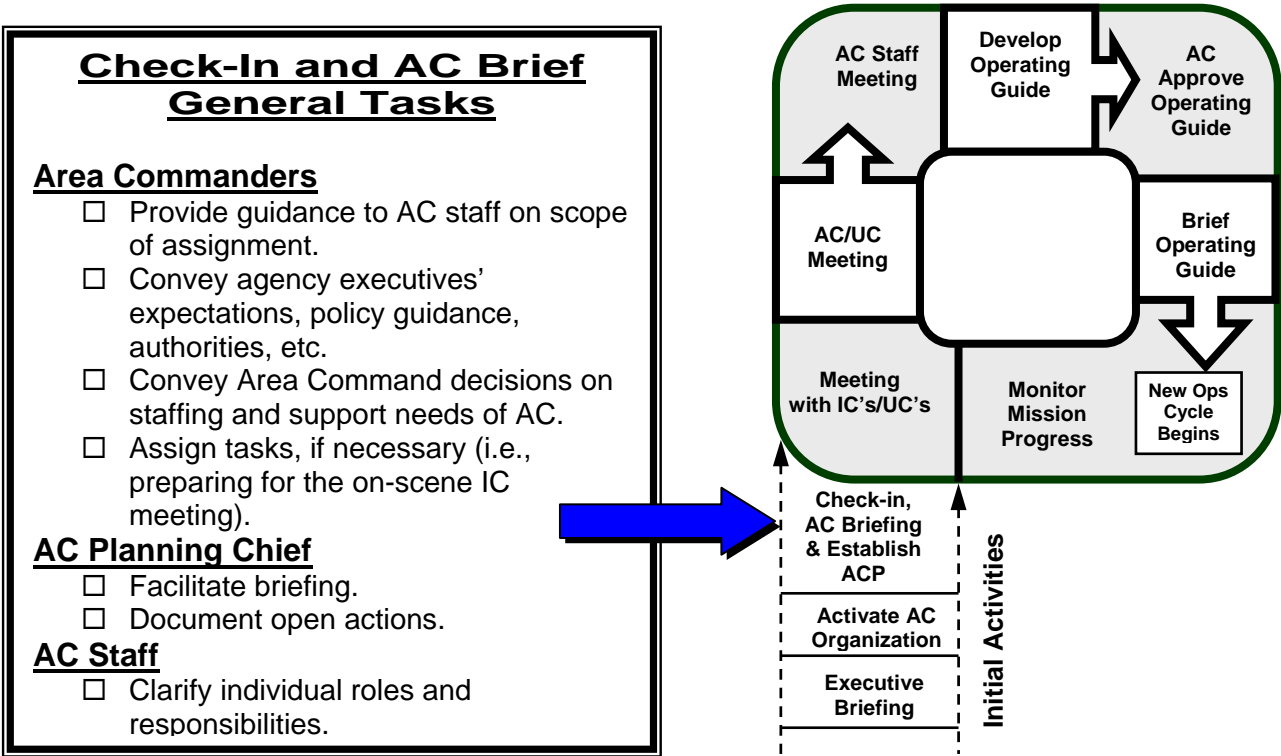 Check-In and AC Brief
General Tasks
Area Commanders
☐ Provide guidance to AC staff on scope
of assignment.
☐ Convey agency executives’
expectations, policy guidance,
authorities, etc.
☐ Convey Area Command decisions on
staffing and support needs of AC.
☐ Assign tasks, if necessary (i.e.,
preparing for the on-scene IC
meeting).
AC Planning Chief
☐ Facilitate briefing.
☐ Document open actions.
AC Staff
☐ Clarify individual roles and
responsibilities.
AC Staff
Meeting
Develop
Operating
Guide
AC
Approve
Operating
Guide
AC/UC
Meeting
Brief
Operating
Guide
Meeting
with IC's/UC's
Monitor
Mission
Progress
New Ops
Cycle
Begins
Check-in,
AC Briefing
& Establish
ACP
Activate AC
Organization
Executive
Briefing
Initial Activities